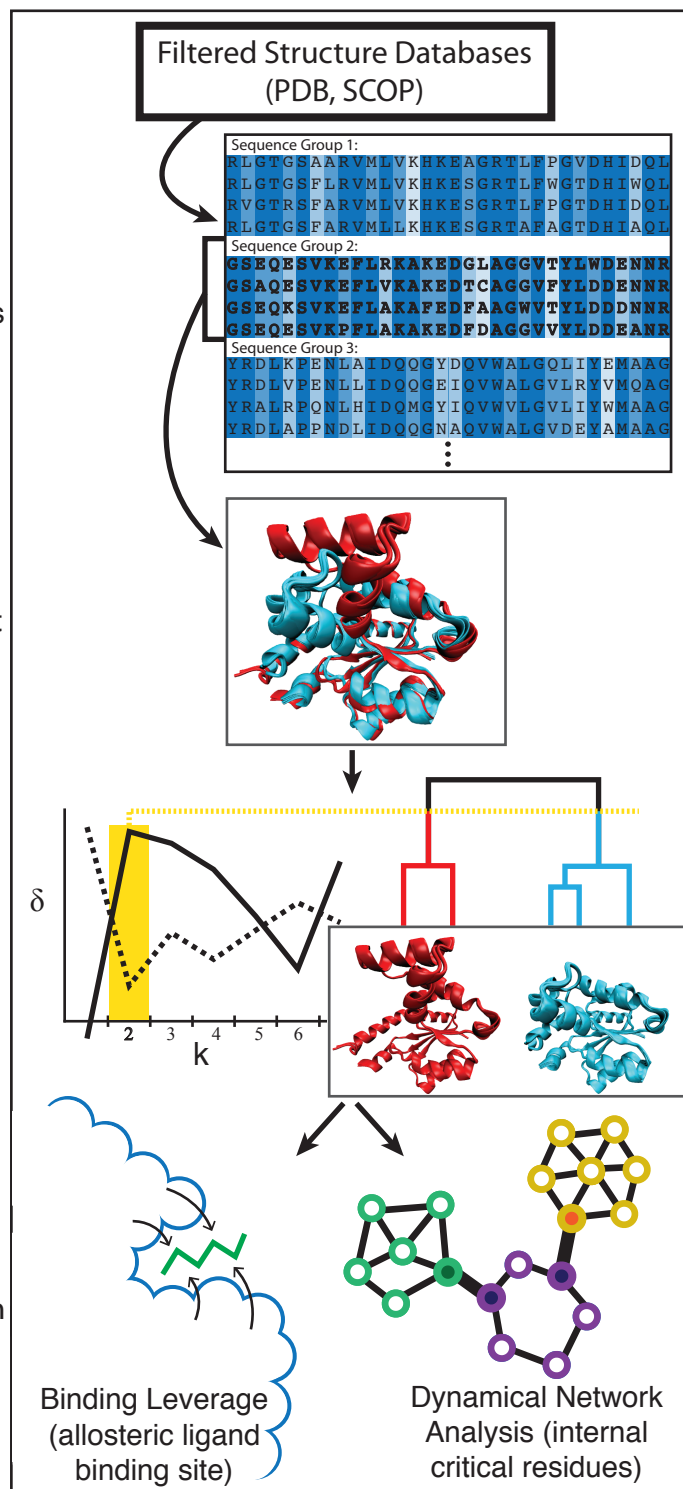 Filtered Structure Databases
(PDB, SCOP)
Sequence Group 1:
RLGTGSAARVMLVKHKEAGRTLFPGVDHIDQL
RLGTGSFLRVMLVKHKESGRTLFWGTDHIWQL
RVGTRSFARVMLVKHKESGRTLFPGTDHIDQL
RLGTGSFARVMLLKHKESGRTAFAGTDHIAQL
Sequence Group 2:
GSEQESVKEFLRKAKEDGLAGGVTYLWDENNR
GSAQESVKEFLVKAKEDTCAGGVFYLDDENNR
GSEQKSVKEFLAKAFEDFAAGGWVTYLDDDNNR
GSEQESVKPFLAKAKEDFDAGGVVYLDDEANR
Sequence Group 3:
YRDLKPENLAIDQQGYDQVWALGQLIYEMAAG
YRDLVPENLLIDQQGEIQVWALGVLRYVMQAG
YRALRPQNLHIDQMGYIQVWVLGVLIYWMAAG
YRDLAPPNDLIDQQGNAQVWALGVDEYAMAAG
s
t
δ
2 3 4 5 6
k
n
Binding Leverage
(allosteric ligand
binding site)
Dynamical Network
Analysis (internal
critical residues)